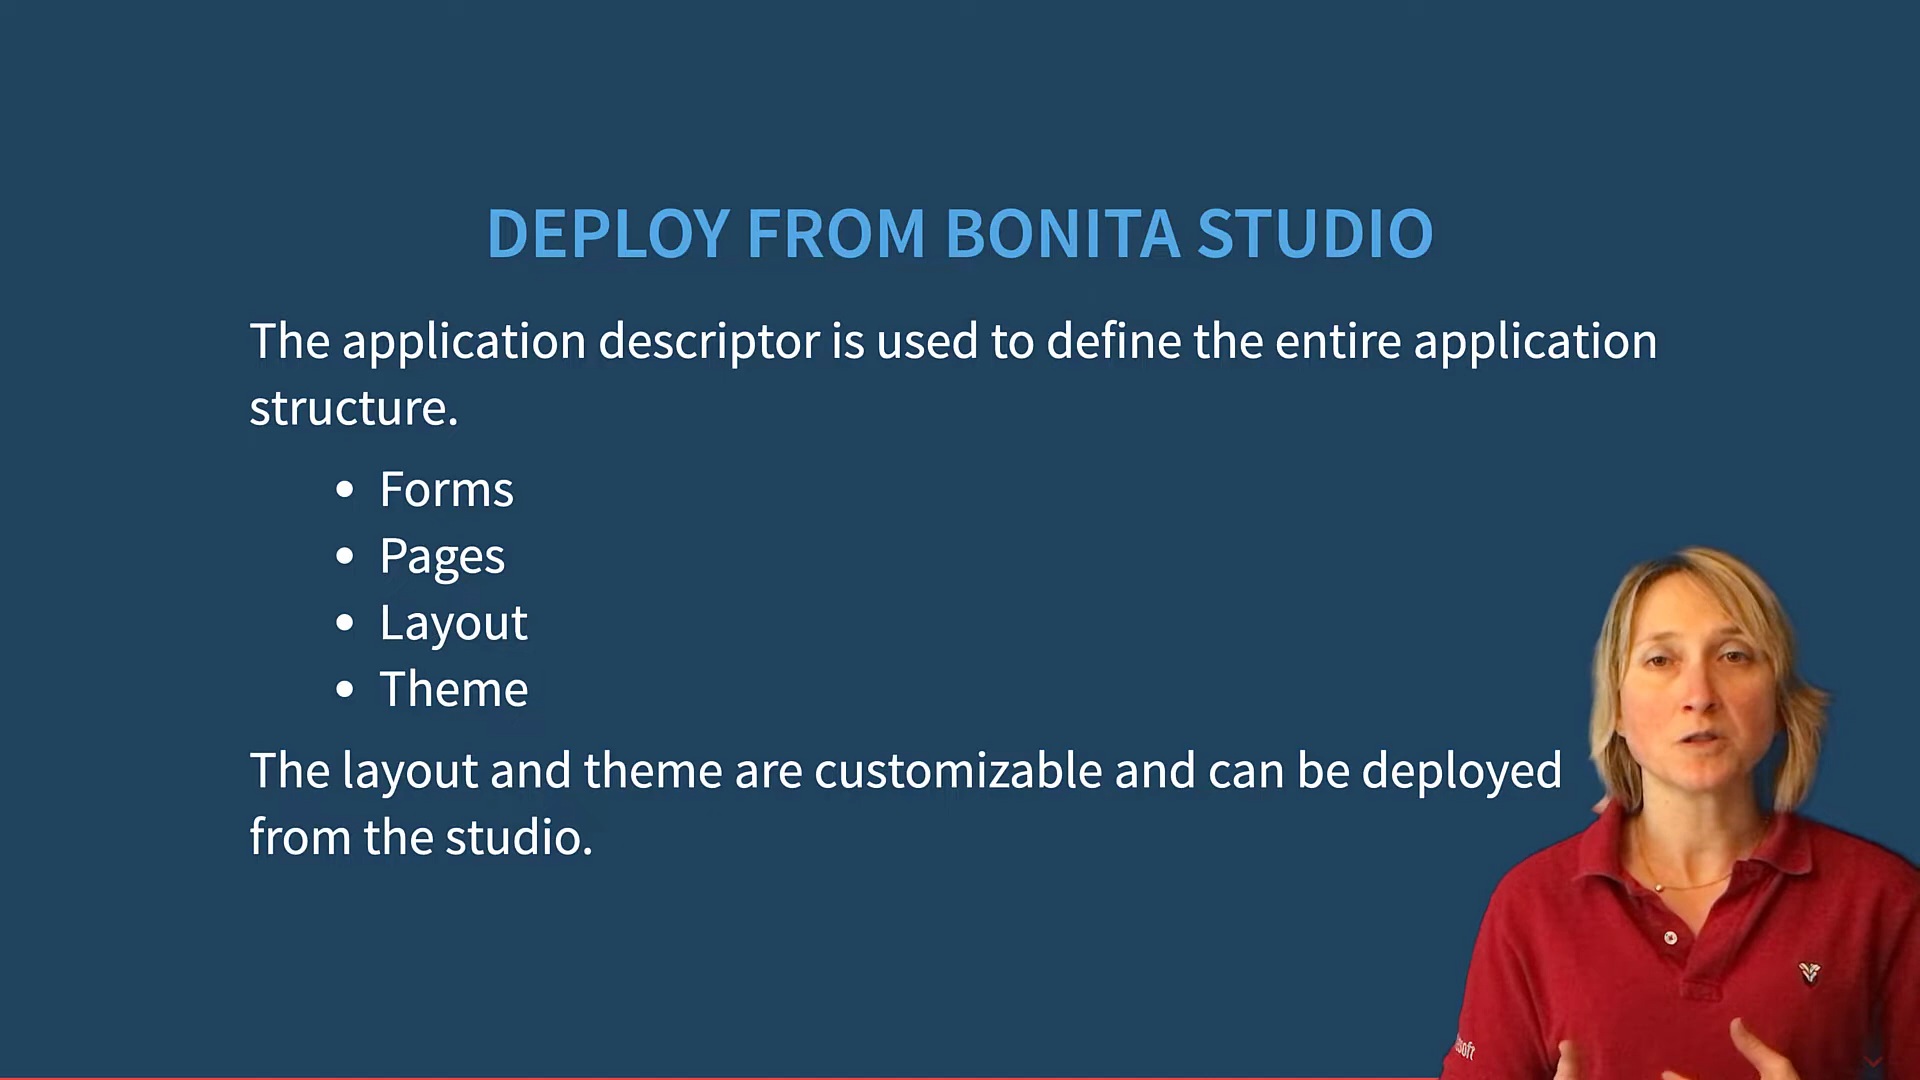 DEPLOY FROM BONITA STUDIO
The application descriptor is used to define the entire application
structure.
• Forms
• Pages
• Layout
• Theme
The layout and theme are customizable and can be deployed
from the studio.